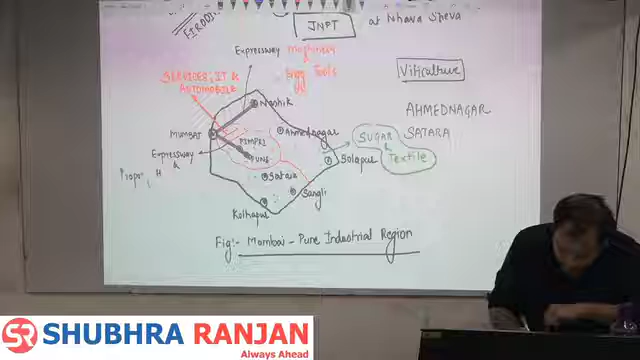 JNPT at Nhava Sheva
Expressway Machinery
Engg Tools
Viticulture
SERVICES, IT &
AUTOMOBILE
Nashik
AHMEDNAGAR
MUMBAI
Ahmednagar
SUGAR
&
Textile
SATARA
PIMPRI
PUNE
Expressway
Solapur
Satara
Sangli
Kolhapur
Fig:- Mumbai - Pune Industrial Region
SR SHUBHRA RANJAN
Always Ahead